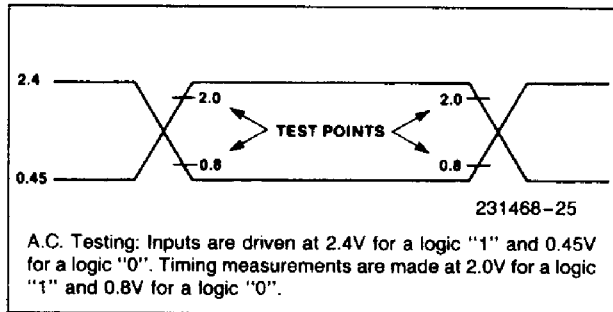 2.4
2.0
2.0
TEST POINTS
0.8
0.8
0.45
231468-25
A.C. Testing: Inputs are driven at 2.4V for a logic "1" and 0.45V
for a logic "0". Timing measurements are made at 2.0V for a logic
"1" and 0.8V for a logic "0".